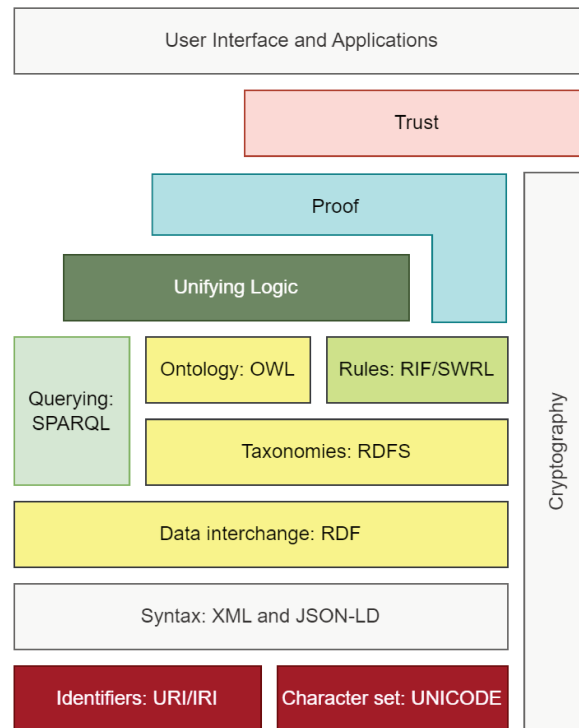 User Interface and Applications
Trust
Proof
Unifying Logic
Querying:
SPARQL
Ontology: OWL
Rules: RIF/SWRL
Taxonomies: RDFS
Cryptography
Data interchange: RDF
Syntax: XML and JSON-LD
Identifiers: URI/IRI
Character set: UNICODE